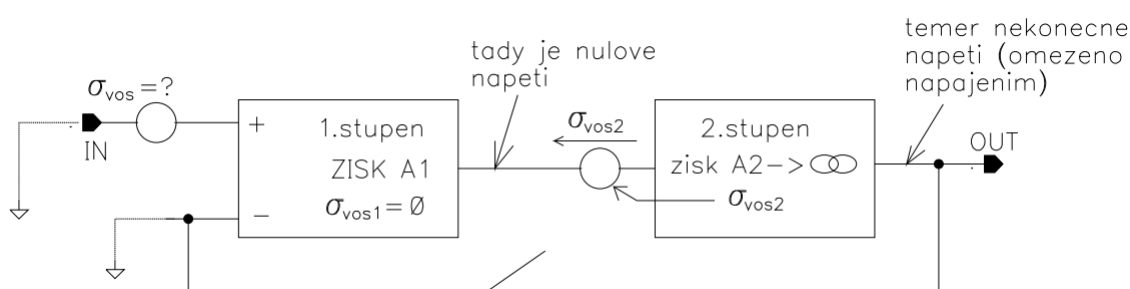 temer nekonecne
napeti (omezeno
napajenim)
tady je nulove
napeti
σvos=?
IN
+
1.stupen
ZISK A1
σvos1=Ø
−
σvos2
2.stupen
zisk A2->∞
σvos2
OUT